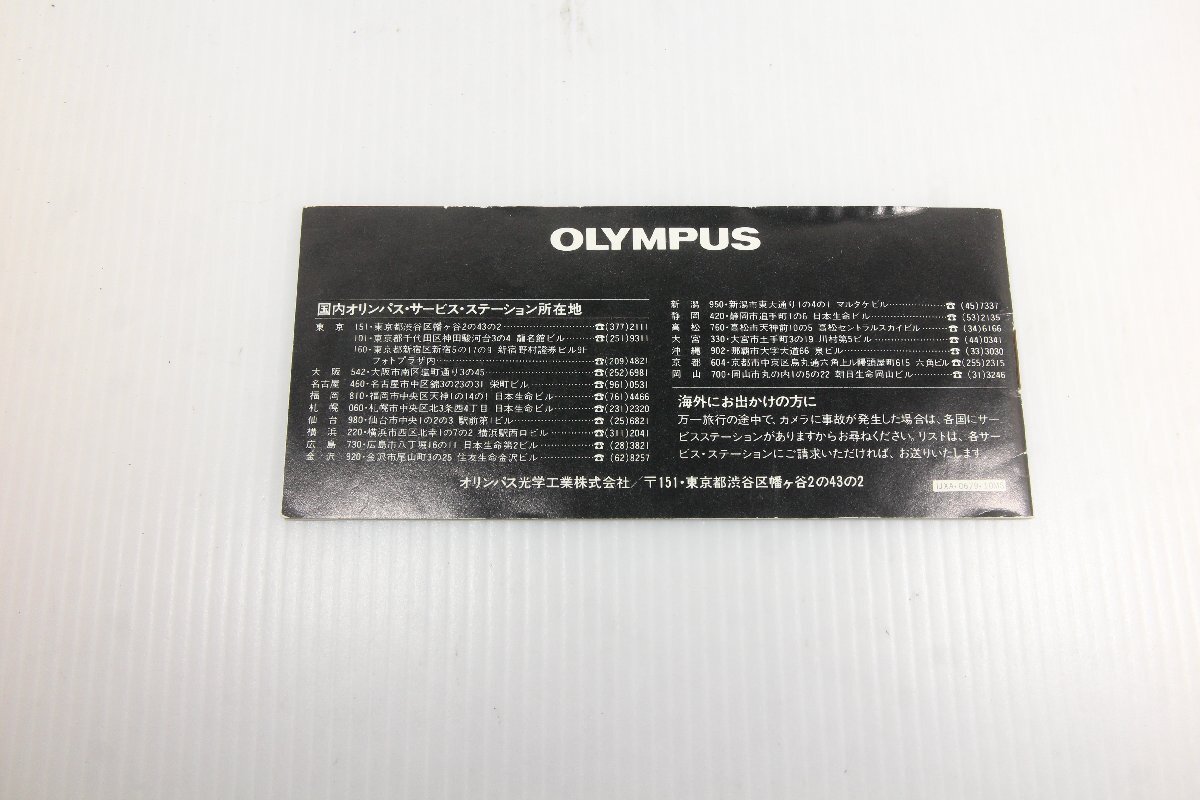 OLYMPUS
国内オリンパス・サービス・ステーション所在地
東京 151・東京都渋谷区幡ヶ谷2の43の2 ☎(377)2111
101・東京都千代田区神田駿河台3の4 龍名館ビル ☎(251)9311
160・東京都新宿区新宿5の17の9 新宿野村證券ビル9F
フォトプラザ内 ☎(209)4821
大阪 542・大阪市南区塩町通り3の45 ☎(252)6981
名古屋 460・名古屋市中区錦3の23の31 栄町ビル ☎(961)0531
福岡 810・福岡市中央区天神1の14の1 日本生命ビル ☎(761)4466
札幌 060・札幌市中央区北3条西4丁目 日本生命ビル ☎(231)2320
仙台 980・仙台市中央1の2の3 駅前第1ビル ☎(25)6821
横浜 220・横浜市西区北幸1の7の2 横浜駅西口ビル ☎(311)2041
広島 730・広島市八丁堀16の11 日本生命第2ビル ☎(28)3821
金沢 920・金沢市尾山町3の25 住友生命金沢ビル ☎(62)8257
新潟 950・新潟市東大通り1の4の1 マルタケビル ☎(45)7337
静岡 420・静岡市追手町1の6 日本生命ビル ☎(53)2135
高松 760・高松市天神前10の5 高松セントラルスカイビル ☎(34)6166
大宮 330・大宮市土手町3の19 川村第5ビル ☎(44)0341
沖縄 902・那覇市大字大道66 泉ビル ☎(33)3030
京都 604・京都市中京区烏丸通六角上ル饅頭屋町615 六角ビル ☎(255)2315
岡山 700・岡山市丸の内1の5の22 朝日生命岡山ビル ☎(31)3246
海外にお出かけの方に
万一旅行の途中で、カメラに事故が発生した場合は、各国にサー
ビスステーションがありますからお尋ねください。リストは、各サー
ビス・ステーションにご請求いただければ、お送りいたします。
オリンパス光学工業株式会社／〒151・東京都渋谷区幡ヶ谷2の43の2